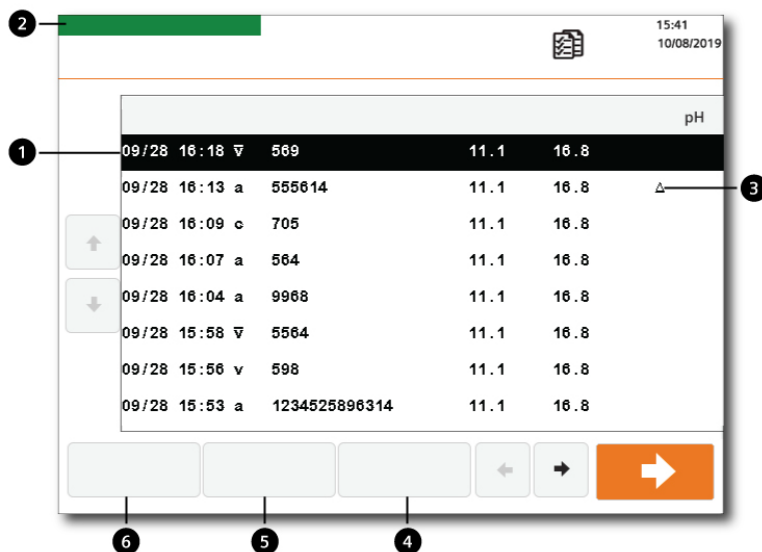 2
15:41
10/08/2019
pH
1
09/28 16:18 v̅ 569 11.1 16.8
09/28 16:13 a 555614 11.1 16.8 Δ
3
09/28 16:09 c 705 11.1 16.8
09/28 16:07 a 564 11.1 16.8
09/28 16:04 a 9968 11.1 16.8
09/28 15:58 v̅ 5564 11.1 16.8
09/28 15:56 v 598 11.1 16.8
09/28 15:53 a 1234525896314 11.1 16.8
6 5 4